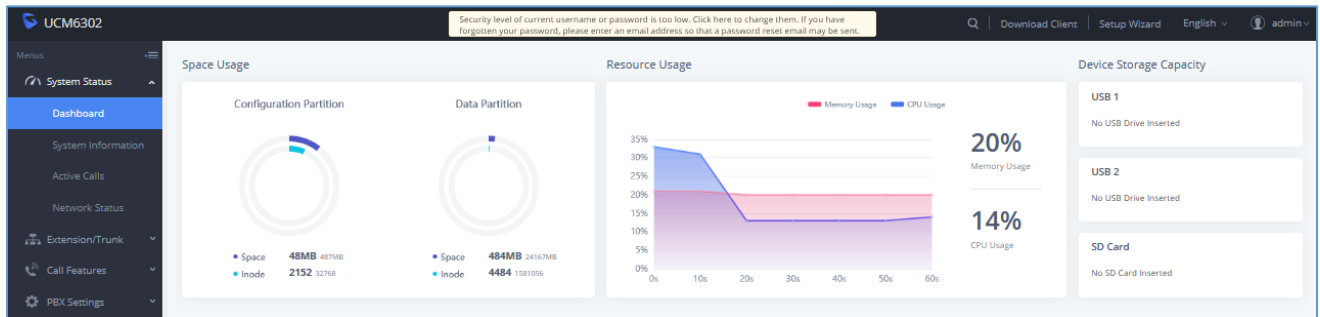 UCM6302
Security level of current username or password is too low. Click here to change them. If you have
forgotten your password, please enter an email address so that a password reset email may be sent.
Download Client
Setup Wizard
English
admin
Menus
System Status
Dashboard
System Information
Active Calls
Network Status
Extension/Trunk
Call Features
PBX Settings
Space Usage
Configuration Partition
Space 48MB 487MB
Inode 2152 32768
Data Partition
Space 484MB 24167MB
Inode 4484 1581056
Resource Usage
Memory Usage CPU Usage
35%
30%
25%
20%
15%
10%
5%
0%
0s 10s 20s 30s 40s 50s 60s
20%
Memory Usage
14%
CPU Usage
Device Storage Capacity
USB 1
No USB Drive Inserted
USB 2
No USB Drive Inserted
SD Card
No SD Card Inserted